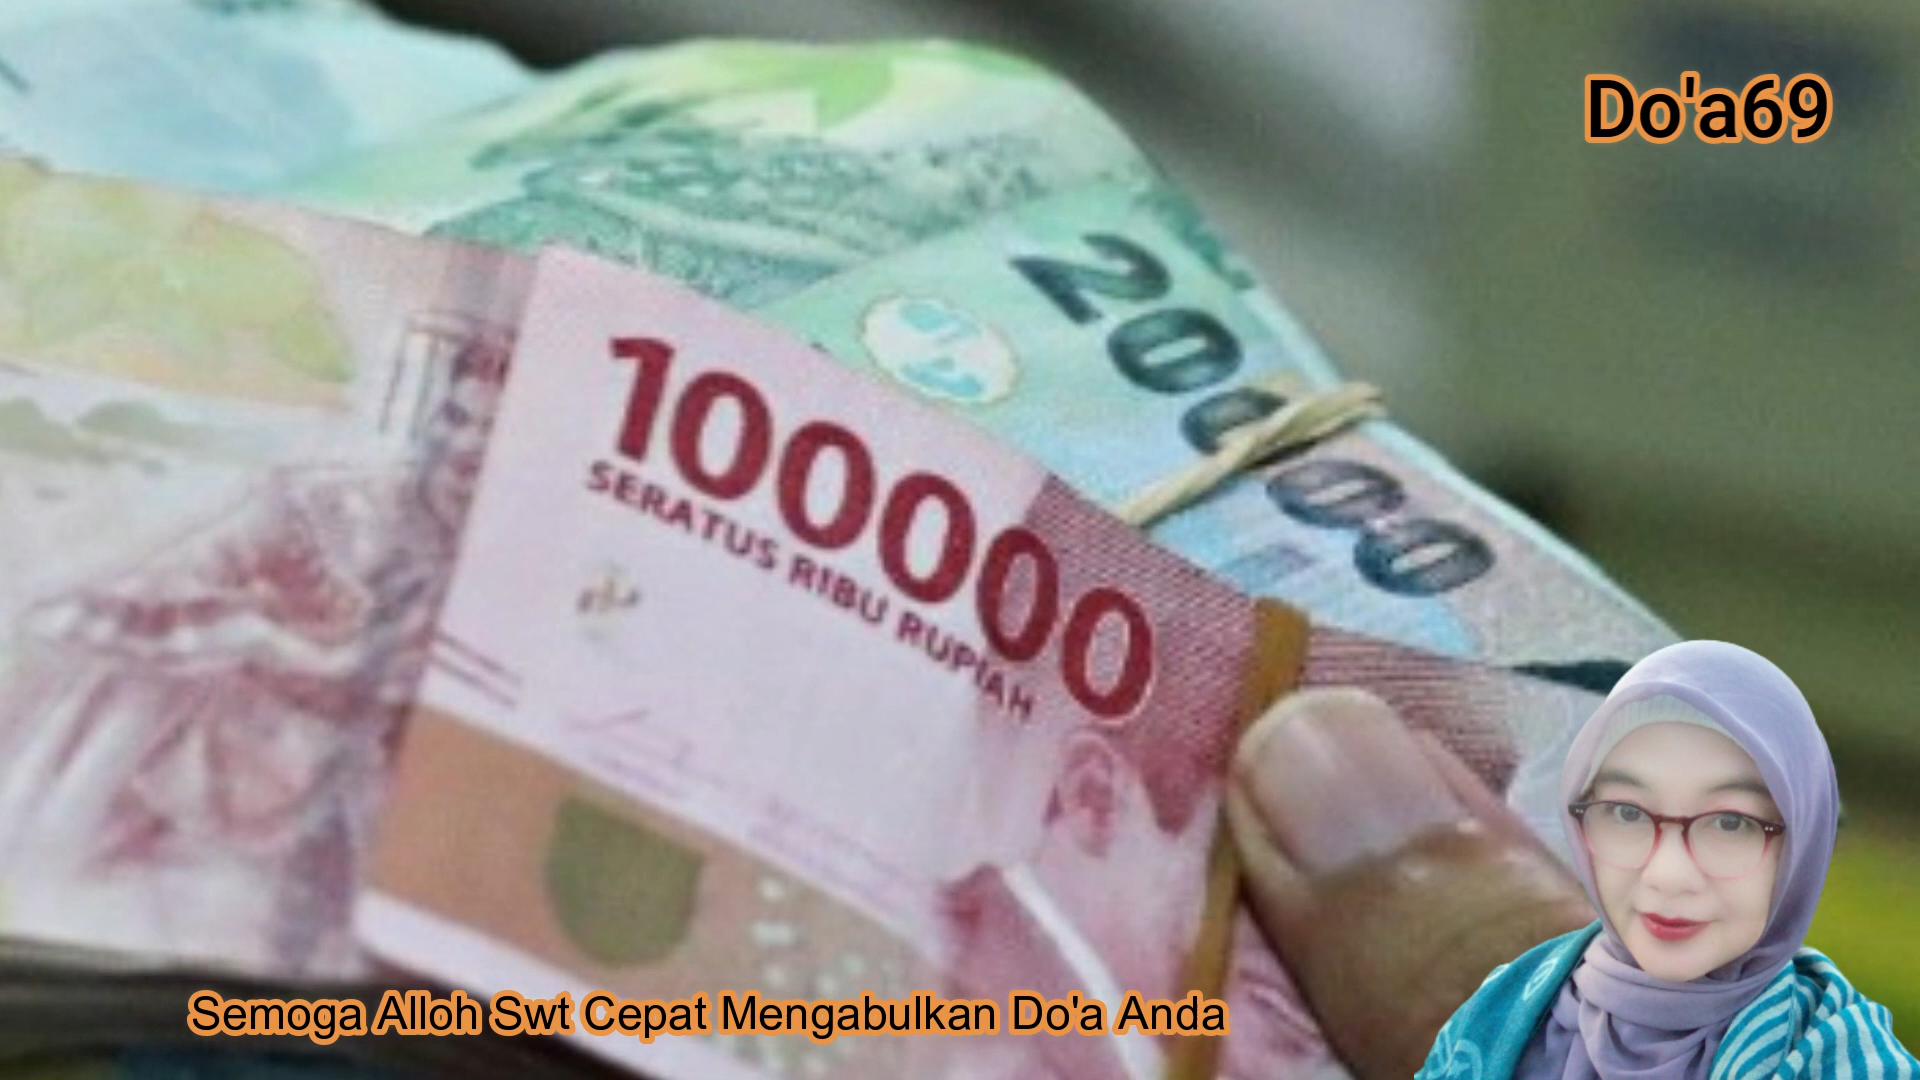 Do'a69
20000
100000
SERATUS RIBU RUPIAH
Semoga Alloh Swt Cepat Mengabulkan Do'a Anda